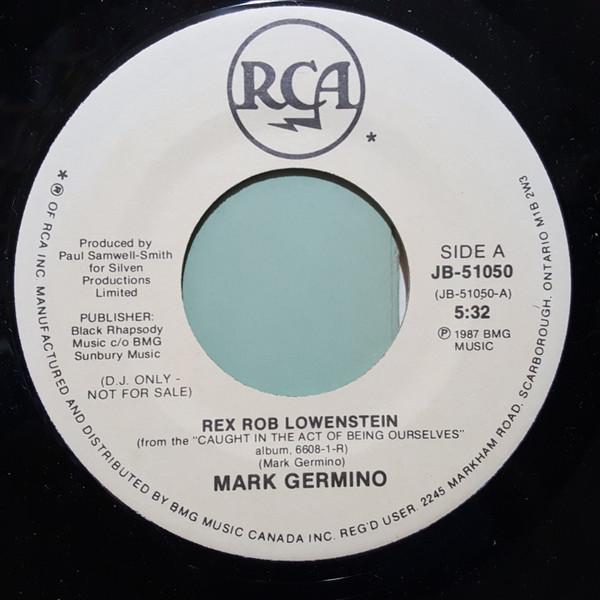 RCA
*
Produced by
Paul Samwell-Smith
for Silven
Productions
Limited
PUBLISHER:
Black Rhapsody
Music c/o BMG
Sunbury Music
(D.J. ONLY -
NOT FOR SALE)
SIDE A
JB-51050
(JB-51050-A)
5:32
Ⓟ 1987 BMG
MUSIC
REX ROB LOWENSTEIN
(from the "CAUGHT IN THE ACT OF BEING OURSELVES"
album, 6608-1-R)
(Mark Germino)
MARK GERMINO
* ® OF RCA INC. MANUFACTURED AND DISTRIBUTED BY BMG MUSIC CANADA INC. REG'D USER. 2245 MARKHAM ROAD, SCARBOROUGH, ONTARIO M1B 2W3